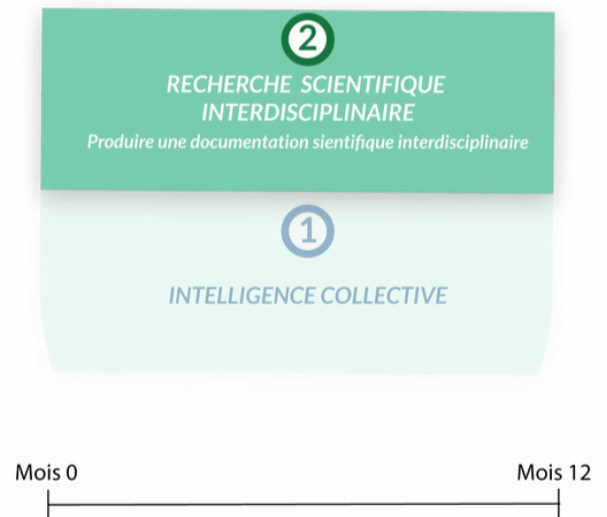 2
RECHERCHE SCIENTIFIQUE
INTERDISCIPLINAIRE
Produire une documentation sientifique interdisciplinaire
1
INTELLIGENCE COLLECTIVE
Mois 0
Mois 12